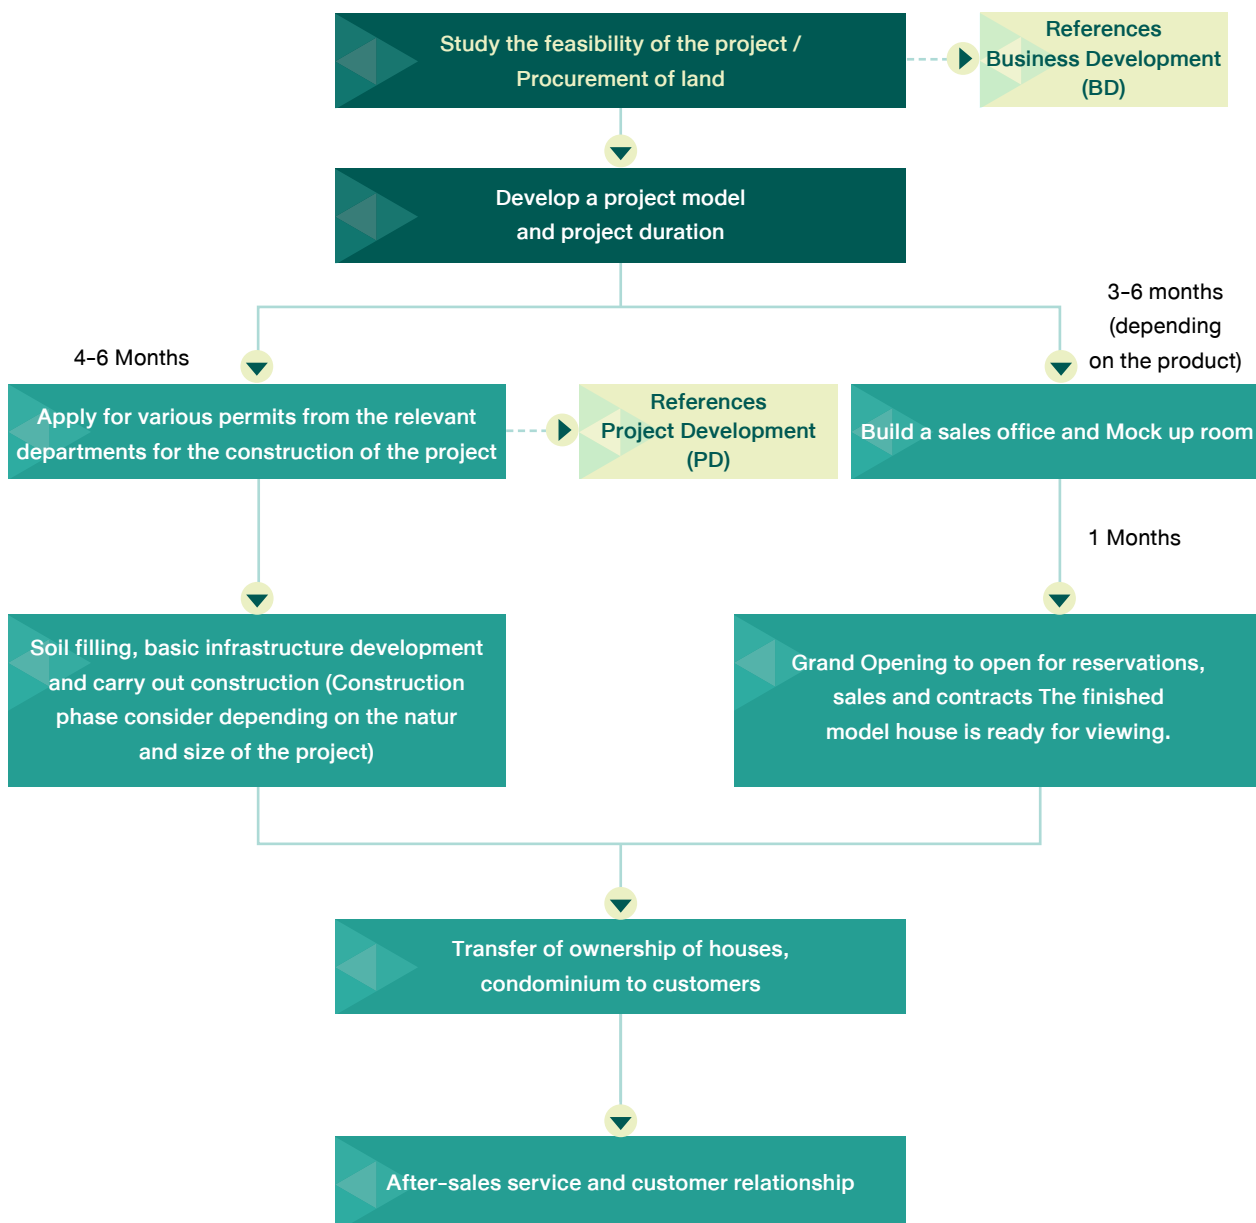 Study the feasibility of the project /
Procurement of land
References
Business Development
(BD)
Develop a project model
and project duration
4-6 Months
3-6 months
(depending
on the product)
Apply for various permits from the relevant
departments for the construction of the project
References
Project Development
(PD)
Build a sales office and Mock up room
1 Months
Soil filling, basic infrastructure development
and carry out construction (Construction
phase consider depending on the natur
and size of the project)
Grand Opening to open for reservations,
sales and contracts The finished
model house is ready for viewing.
Transfer of ownership of houses,
condominium to customers
After-sales service and customer relationship